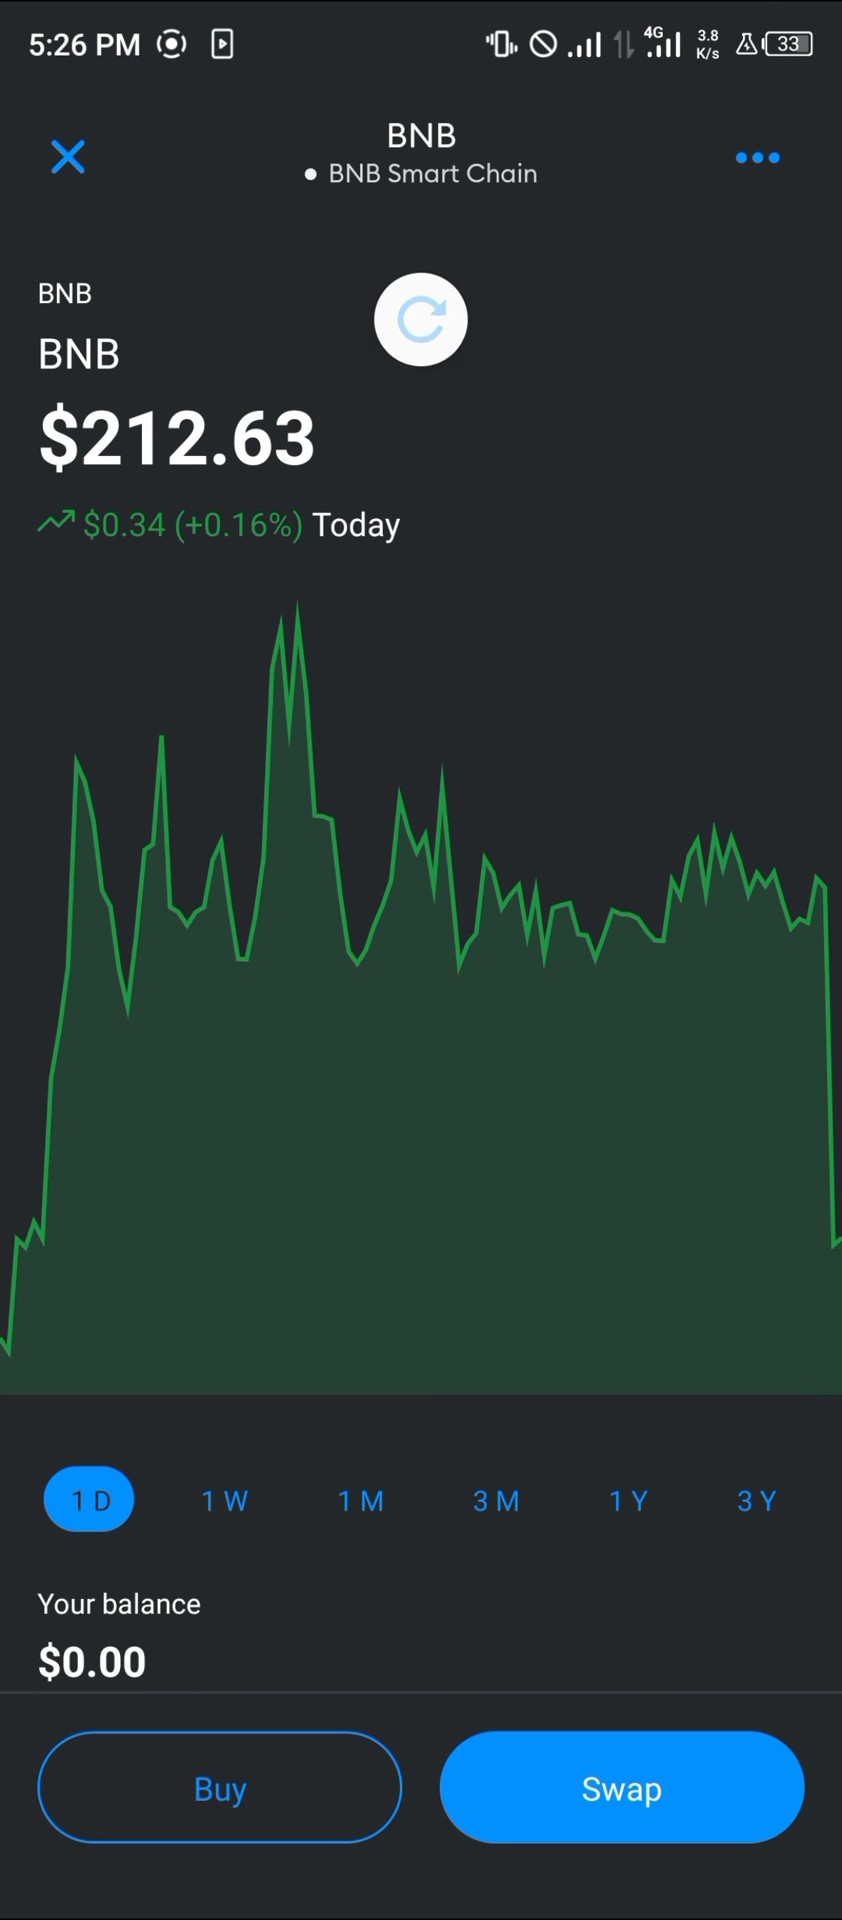 5:26 PM
4G
3.8
K/s
33
BNB
BNB Smart Chain
BNB
BNB
$212.63
$0.34 (+0.16%) Today
1 D
1 W
1 M
3 M
1 Y
3 Y
Your balance
$0.00
Buy
Swap